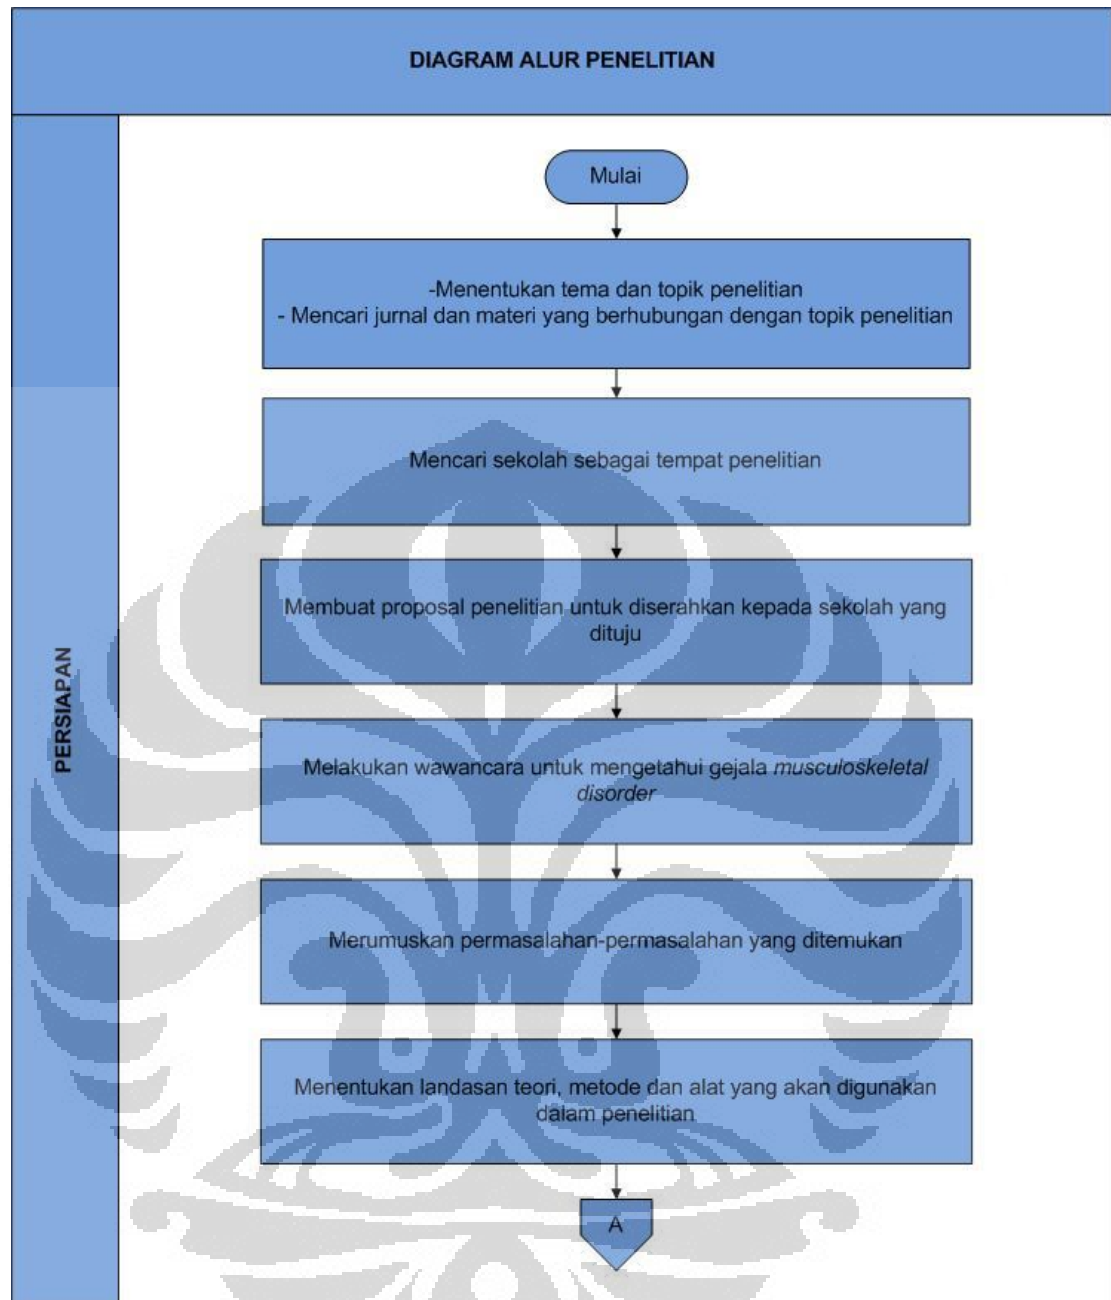 DIAGRAM ALUR PENELITIAN
PERSIAPAN
Mulai
-Menentukan tema dan topik penelitian
- Mencari jurnal dan materi yang berhubungan dengan topik penelitian
Mencari sekolah sebagai tempat penelitian
Membuat proposal penelitian untuk diserahkan kepada sekolah yang
dituju
Melakukan wawancara untuk mengetahui gejala musculoskeletal
disorder
Merumuskan permasalahan-permasalahan yang ditemukan
Menentukan landasan teori, metode dan alat yang akan digunakan
dalam penelitian
A